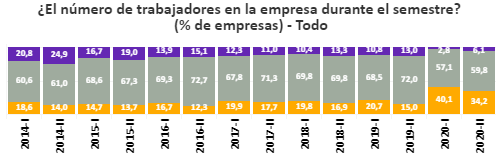 ¿El número de trabajadores en la empresa durante el semestre?
(% de empresas) - Todo
20,8 24,9 16,7 19,0 13,9 15,1 12,3 11,0 10,4 13,3 10,8 13,0 2,8 6,1
60,6 61,0 68,6 67,3 69,3 72,7 67,8 71,3 69,8 69,8 68,5 72,0 57,1 59,8
18,6 14,0 14,7 13,7 16,7 12,3 19,9 17,7 19,8 16,9 20,7 15,0 40,1 34,2
2014-I 2014-II 2015-I 2015-II 2016-I 2016-II 2017-I 2017-II 2018-I 2018-II 2019-I 2019-II 2020-I 2020-II